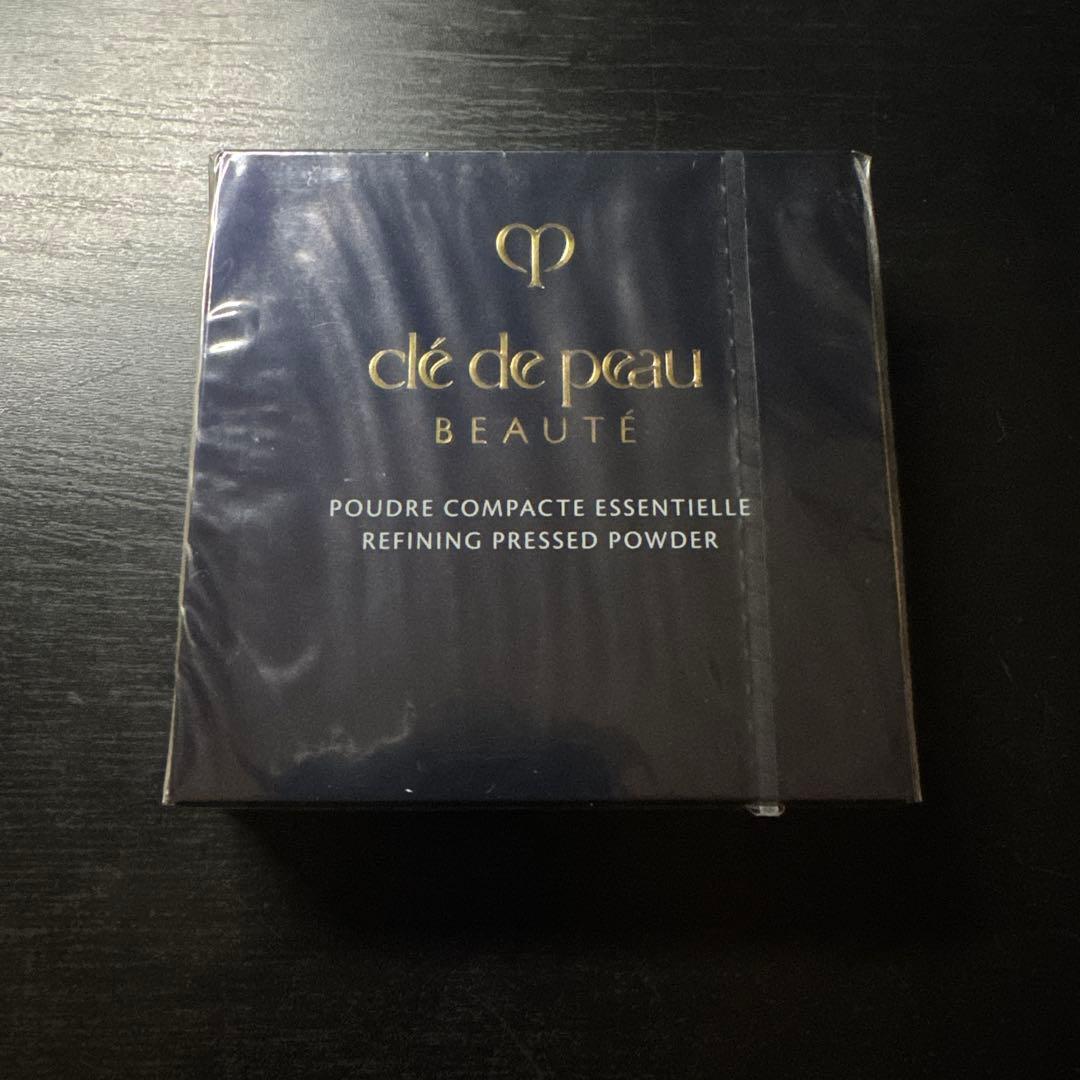 clé de peau
BEAUTÉ
POUDRE COMPACTE ESSENTIELLE
REFINING PRESSED POWDER